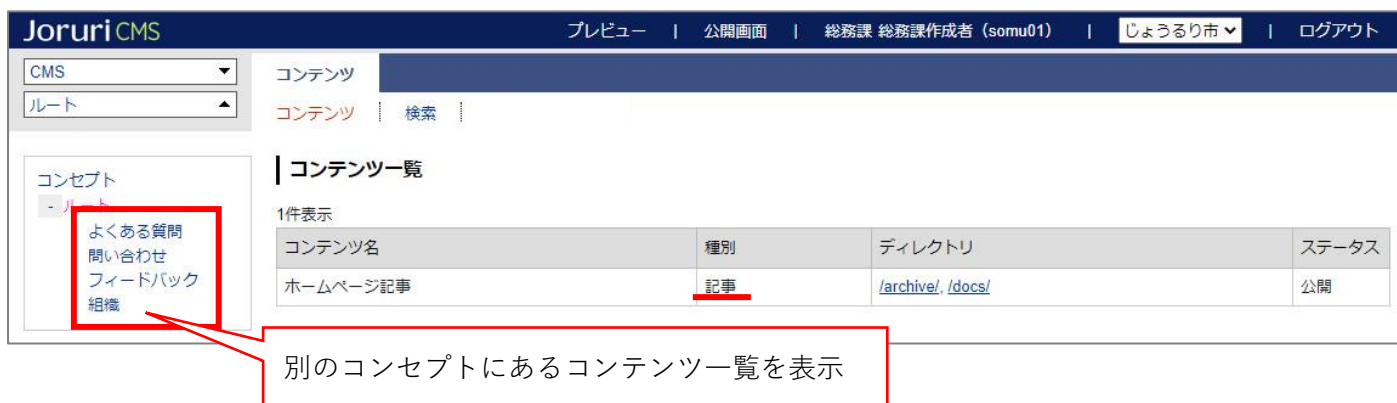 Joruri CMS プレビュー | 公開画面 | 総務課 総務課作成者（somu01） | じょうるり市 | ログアウト
CMS
コンテンツ
ルート
コンテンツ 検索
コンテンツ一覧
コンセプト
- ルート
1件表示
よくある質問
問い合わせ
フィードバック
組織
コンテンツ名 種別 ディレクトリ ステータス
ホームページ記事 記事 /archive/, /docs/ 公開
別のコンセプトにあるコンテンツ一覧を表示